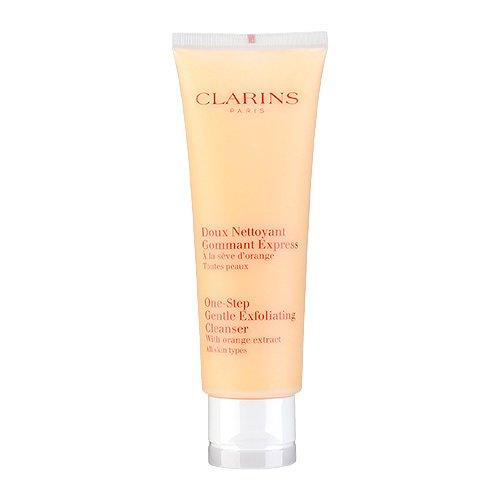 CLARINS
PARIS
Doux Nettoyant
Gommant Express
A la sève d'orange
Toutes peaux
One-Step
Gentle Exfoliating
Cleanser
With orange extract
All skin types